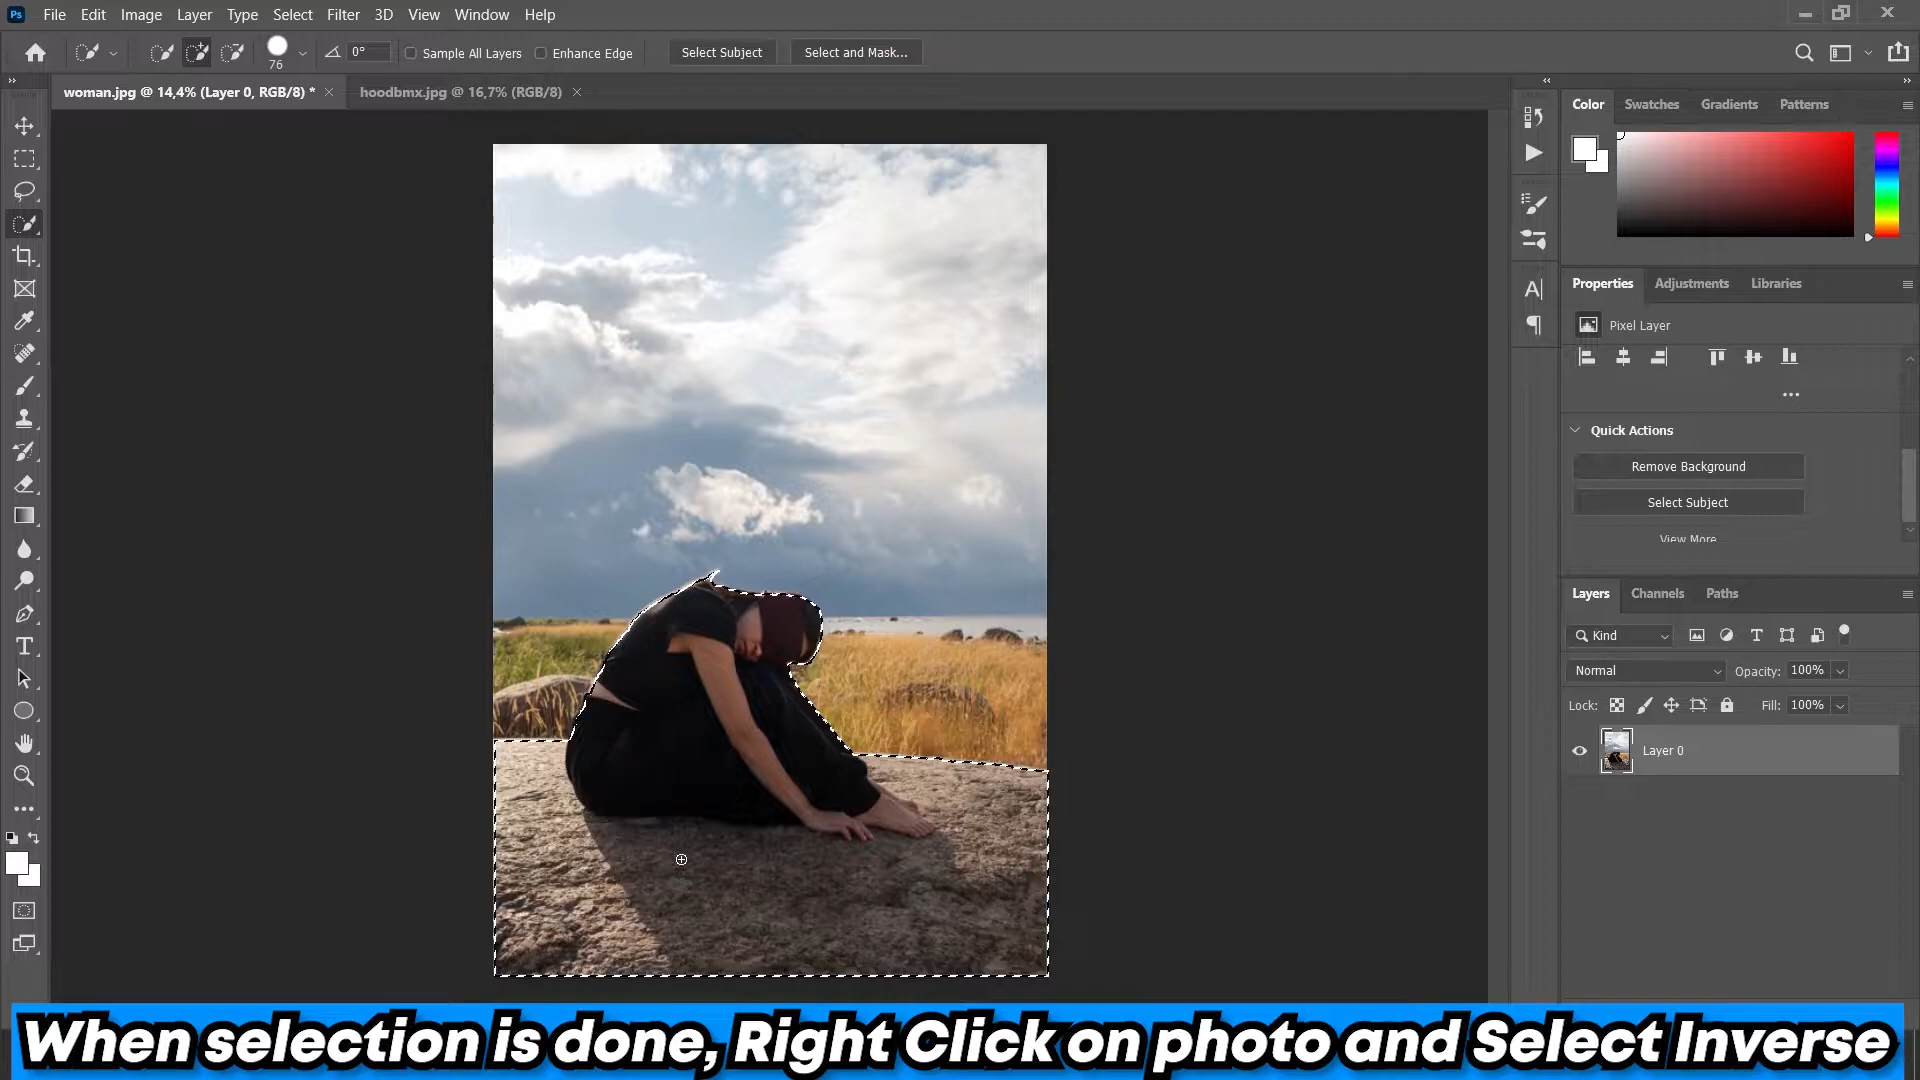 Ps File Edit Image Layer Type Select Filter 3D View Window Help
76 0° Sample All Layers Enhance Edge Select Subject Select and Mask...
woman.jpg @ 14,4% (Layer 0, RGB/8) * hoodbmx.jpg @ 16,7% (RGB/8)
Color Swatches Gradients Patterns
Properties Adjustments Libraries
Pixel Layer
Quick Actions
Remove Background
Select Subject
View More
Layers Channels Paths
Kind
Normal Opacity: 100%
Lock: Fill: 100%
Layer 0
When selection is done, Right Click on photo and Select Inverse